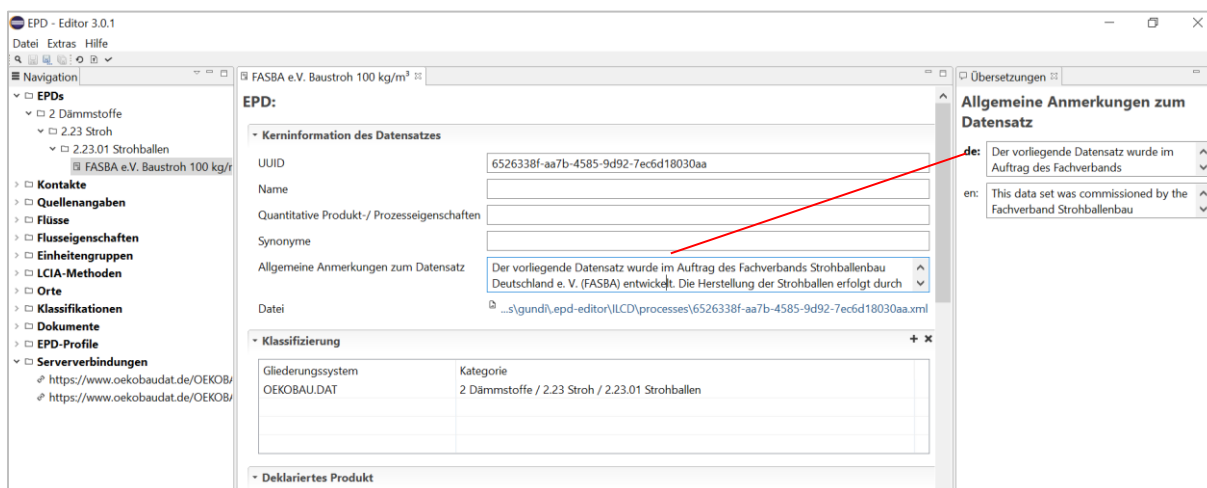 EPD - Editor 3.0.1
Datei Extras Hilfe
Navigation
EPDs
2 Dämmstoffe
2.23 Stroh
2.23.01 Strohballen
FASBA e.V. Baustroh 100 kg/r
Kontakte
Quellenangaben
Flüsse
Flusseigenschaften
Einheitengruppen
LCIA-Methoden
Orte
Klassifikationen
Dokumente
EPD-Profile
Serververbindungen
https://www.oekobaudat.de/OEKOBA
https://www.oekobaudat.de/OEKOBA
FASBA e.V. Baustroh 100 kg/m³
EPD:
Kerninformation des Datensatzes
UUID 6526338f-aa7b-4585-9d92-7ec6d18030aa
Name
Quantitative Produkt-/ Prozesseigenschaften
Synonyme
Allgemeine Anmerkungen zum Datensatz
Der vorliegende Datensatz wurde im Auftrag des Fachverbands Strohballenbau
Deutschland e. V. (FASBA) entwickelt. Die Herstellung der Strohballen erfolgt durch
Datei ...s\gundi\.epd-editor\ILCD\processes\6526338f-aa7b-4585-9d92-7ec6d18030aa.xml
Klassifizierung
Gliederungssystem Kategorie
OEKOBAU.DAT 2 Dämmstoffe / 2.23 Stroh / 2.23.01 Strohballen
Deklariertes Produkt
Übersetzungen
Allgemeine Anmerkungen zum
Datensatz
de: Der vorliegende Datensatz wurde im
Auftrag des Fachverbands
en: This data set was commissioned by the
Fachverband Strohballenbau